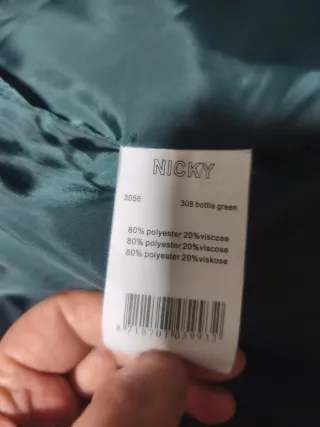 NICKY
3056 308 bottle green
80% polyester 20%viscose
80% polyester 20%viscose
80% polyester 20%viskose